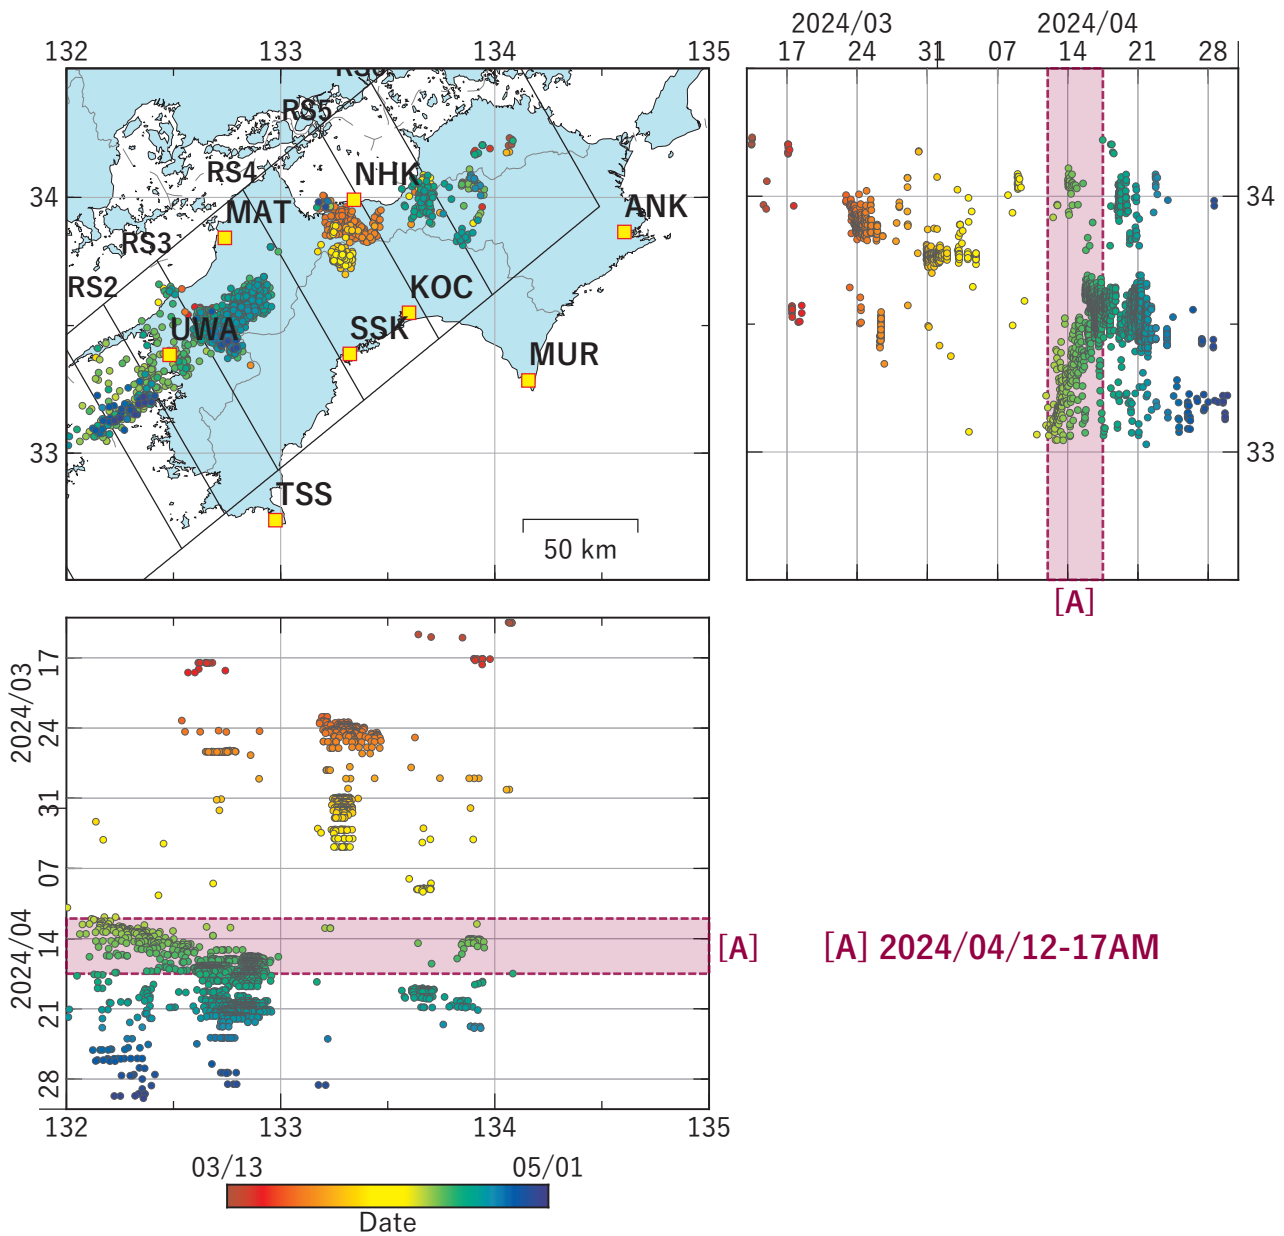 132 133 134 135
RS6
RS5
RS4
NHK
34
MAT
ANK
RS3
RS2
KOC
UWA
SSK
MUR
33
TSS
50 km
2024/03 2024/04
17 24 31 07 14 21 28
34
33
[A]
2024/03 2024/04
17 24 31 07 14 21 28
[A]
[A] 2024/04/12-17AM
132 133 134 135
03/13 05/01
Date